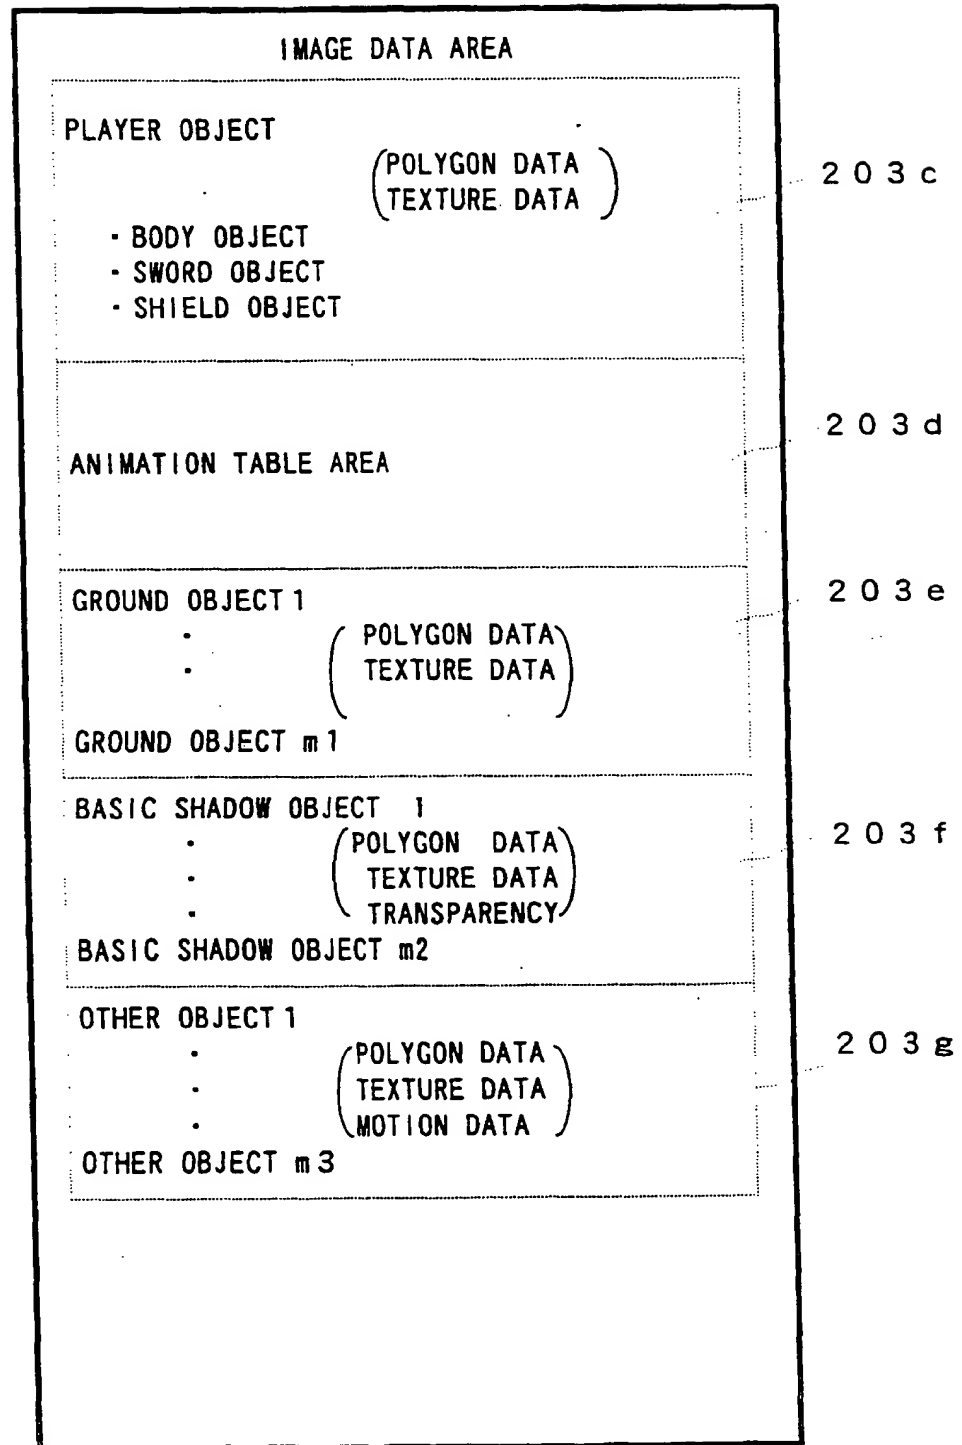 IMAGE DATA AREA
PLAYER OBJECT
(POLYGON DATA
TEXTURE DATA)
203c
・BODY OBJECT
・SWORD OBJECT
・SHIELD OBJECT
203d
ANIMATION TABLE AREA
GROUND OBJECT 1
203e
・ (POLYGON DATA
・ TEXTURE DATA)
GROUND OBJECT m1
BASIC SHADOW OBJECT 1
203f
・ (POLYGON DATA
・ TEXTURE DATA
・ TRANSPARENCY)
BASIC SHADOW OBJECT m2
OTHER OBJECT 1
203g
・ (POLYGON DATA
・ TEXTURE DATA
・ MOTION DATA)
OTHER OBJECT m3